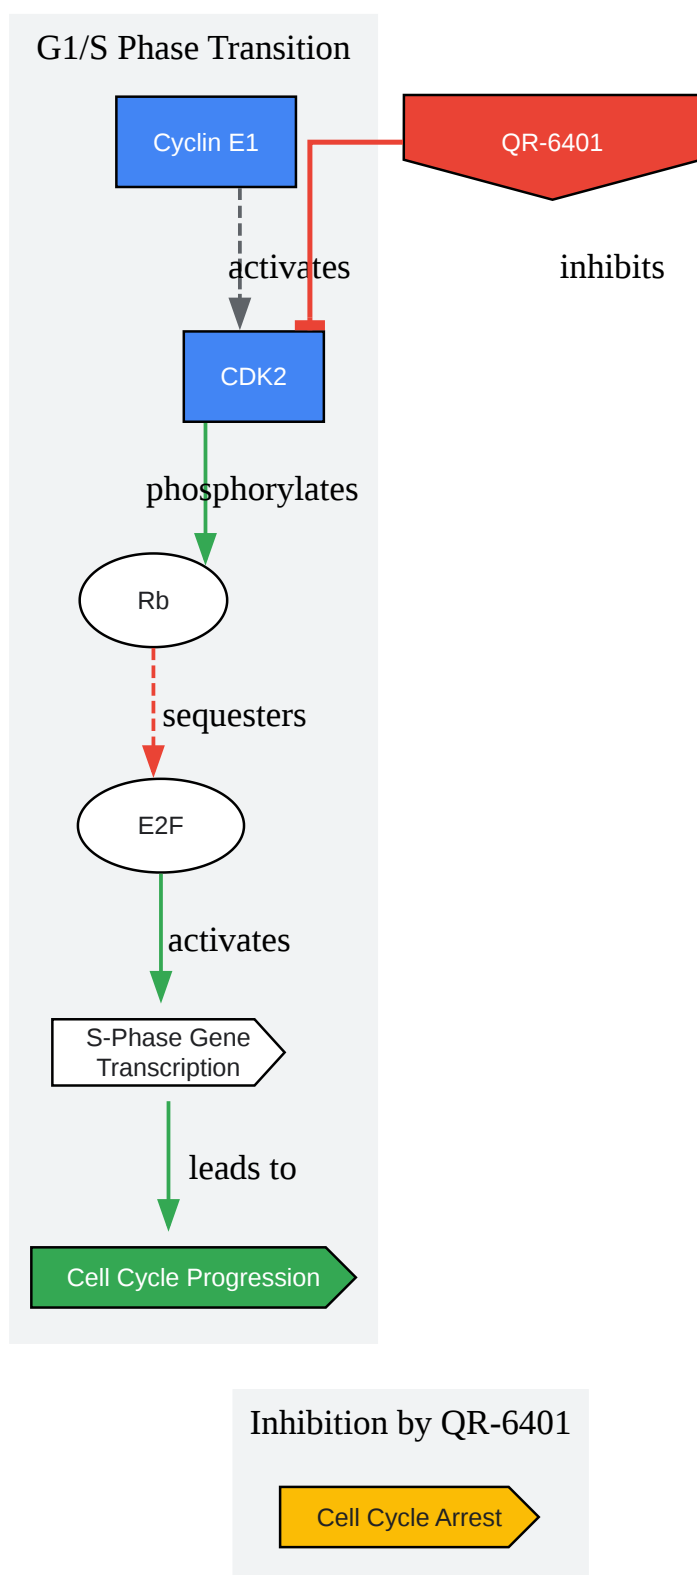 G1/S Phase Transition
Cyclin E1
QR-6401
activates
inhibits
CDK2
phosphorylates
Rb
sequesters
E2F
activates
S-Phase Gene
Transcription
leads to
Cell Cycle Progression
Inhibition by QR-6401
Cell Cycle Arrest